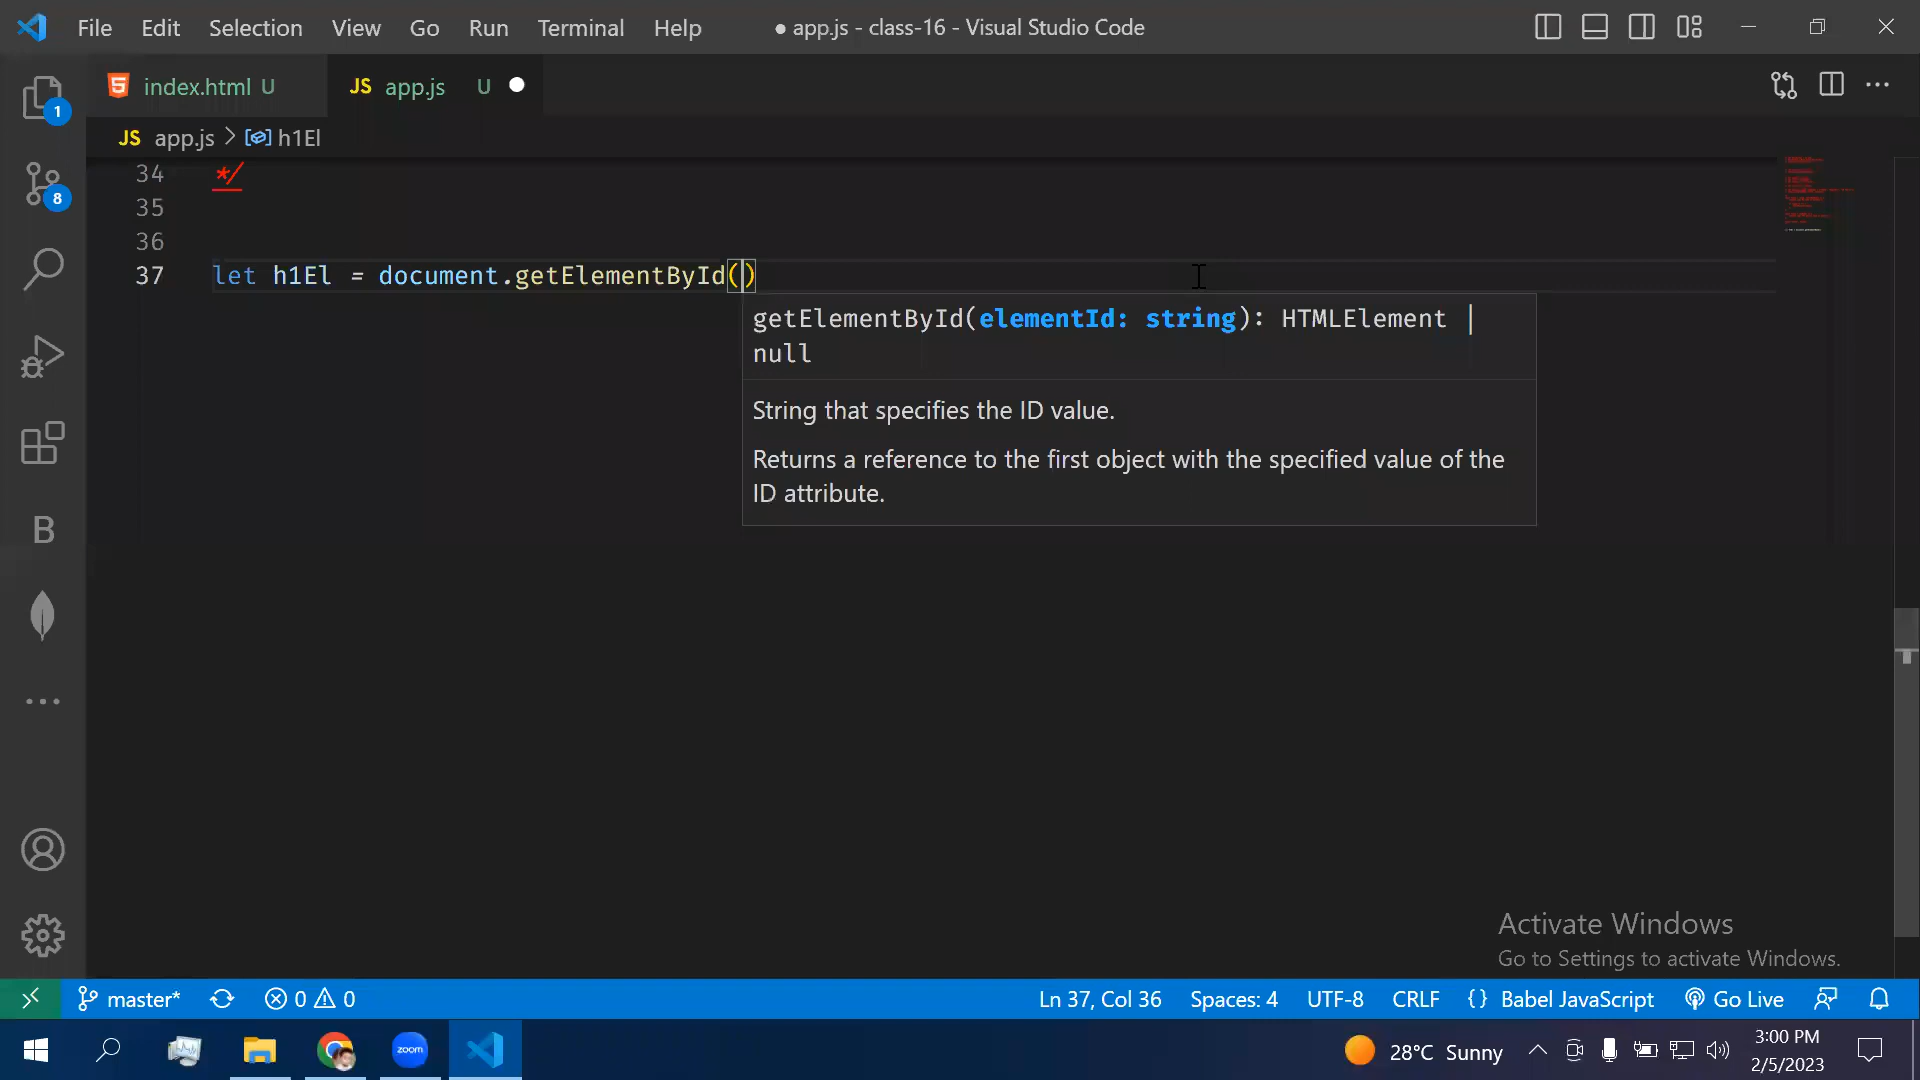 File Edit Selection View Go Run Terminal Help ● app.js - class-16 - Visual Studio Code
index.html U JS app.js U
1
JS app.js > h1El
34 */
35
36
37 let h1El = document.getElementById()
8
getElementById(elementId: string): HTMLElement |
null
String that specifies the ID value.
Returns a reference to the first object with the specified value of the
ID attribute.
B
Activate Windows
Go to Settings to activate Windows.
master* 0 0 Ln 37, Col 36 Spaces: 4 UTF-8 CRLF {} Babel JavaScript Go Live
zoom 28°C Sunny 3:00 PM
2/5/2023